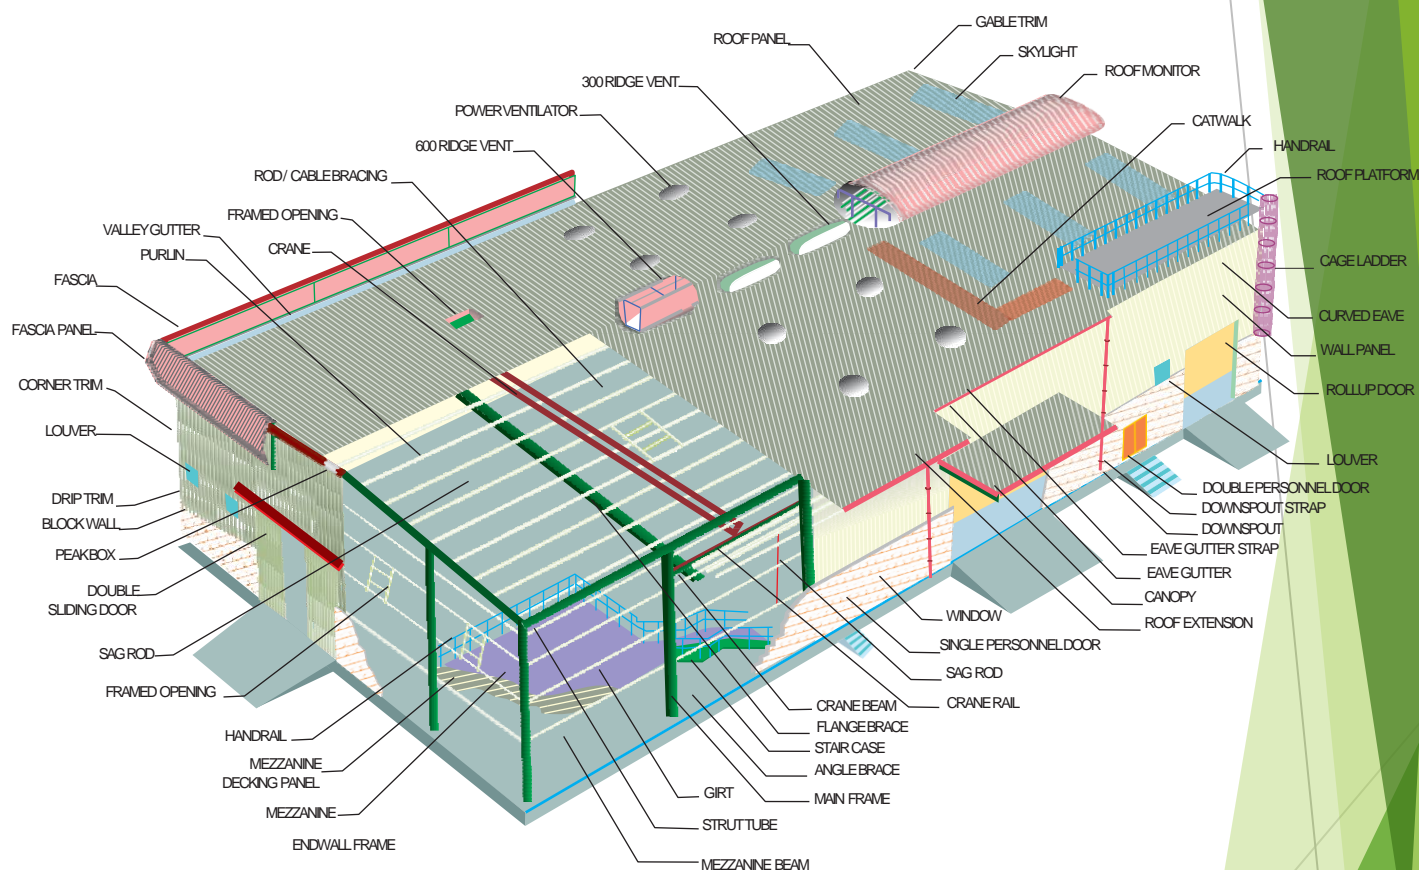 GABLE TRIM
ROOF PANEL
SKYLIGHT
300 RIDGE VENT
ROOF MONITOR
POWER VENTILATOR
CATWALK
600 RIDGE VENT
HANDRAIL
ROD / CABLE BRACING
ROOF PLATFORM
FRAMED OPENING
VALLEY GUTTER
CRANE
PURLIN
CAGE LADDER
FASCIA
CURVED EAVE
FASCIA PANEL
WALL PANEL
CORNER TRIM
ROLLUP DOOR
LOUVER
LOUVER
DRIP TRIM
DOUBLE PERSONNEL DOOR
BLOCK WALL
DOWNSPOUT STRAP
DOWNSPOUT
PEAK BOX
EAVE GUTTER STRAP
EAVE GUTTER
DOUBLE
SLIDING DOOR
CANOPY
WINDOW
ROOF EXTENSION
SAG ROD
SINGLE PERSONNEL DOOR
SAG ROD
FRAMED OPENING
CRANE RAIL
CRANE BEAM
HANDRAIL
FLANGE BRACE
STAIR CASE
MEZZANINE
DECKING PANEL
ANGLE BRACE
GIRT
MAIN FRAME
MEZZANINE
STRUT TUBE
ENDWALL FRAME
MEZZANINE BEAM